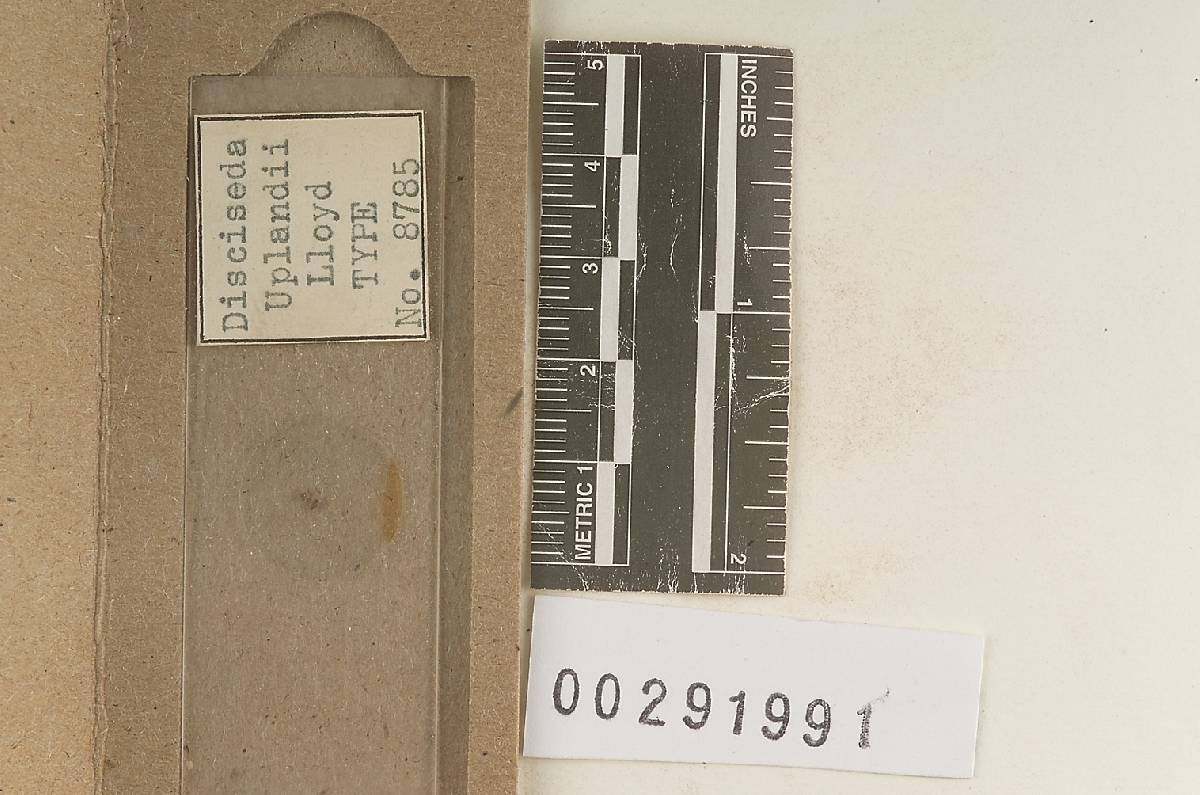 Disciseda
Uplandii
Lloyd
TYPE
No. 8785
INCHES
1
2
5
4
3
2
METRIC 1
00291991